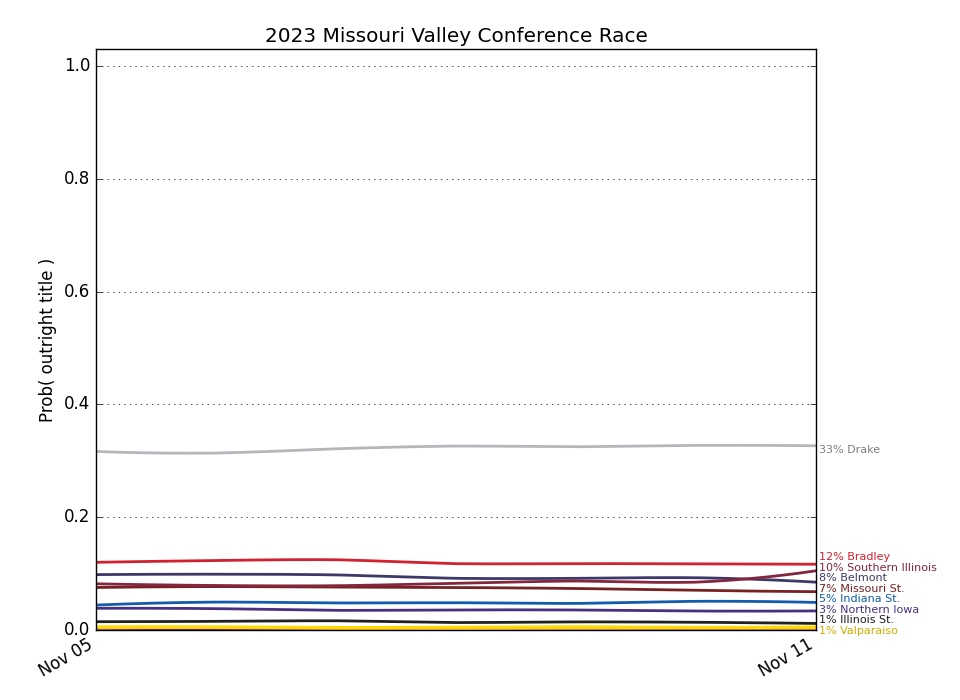 2023 Missouri Valley Conference Race
Prob( outright title )
1.0
0.8
0.6
0.4
0.2
0.0
Nov 05
Nov 11
33% Drake
12% Bradley
10% Southern Illinois
8% Belmont
7% Missouri St.
5% Indiana St.
3% Northern Iowa
1% Illinois St.
1% Valparaiso